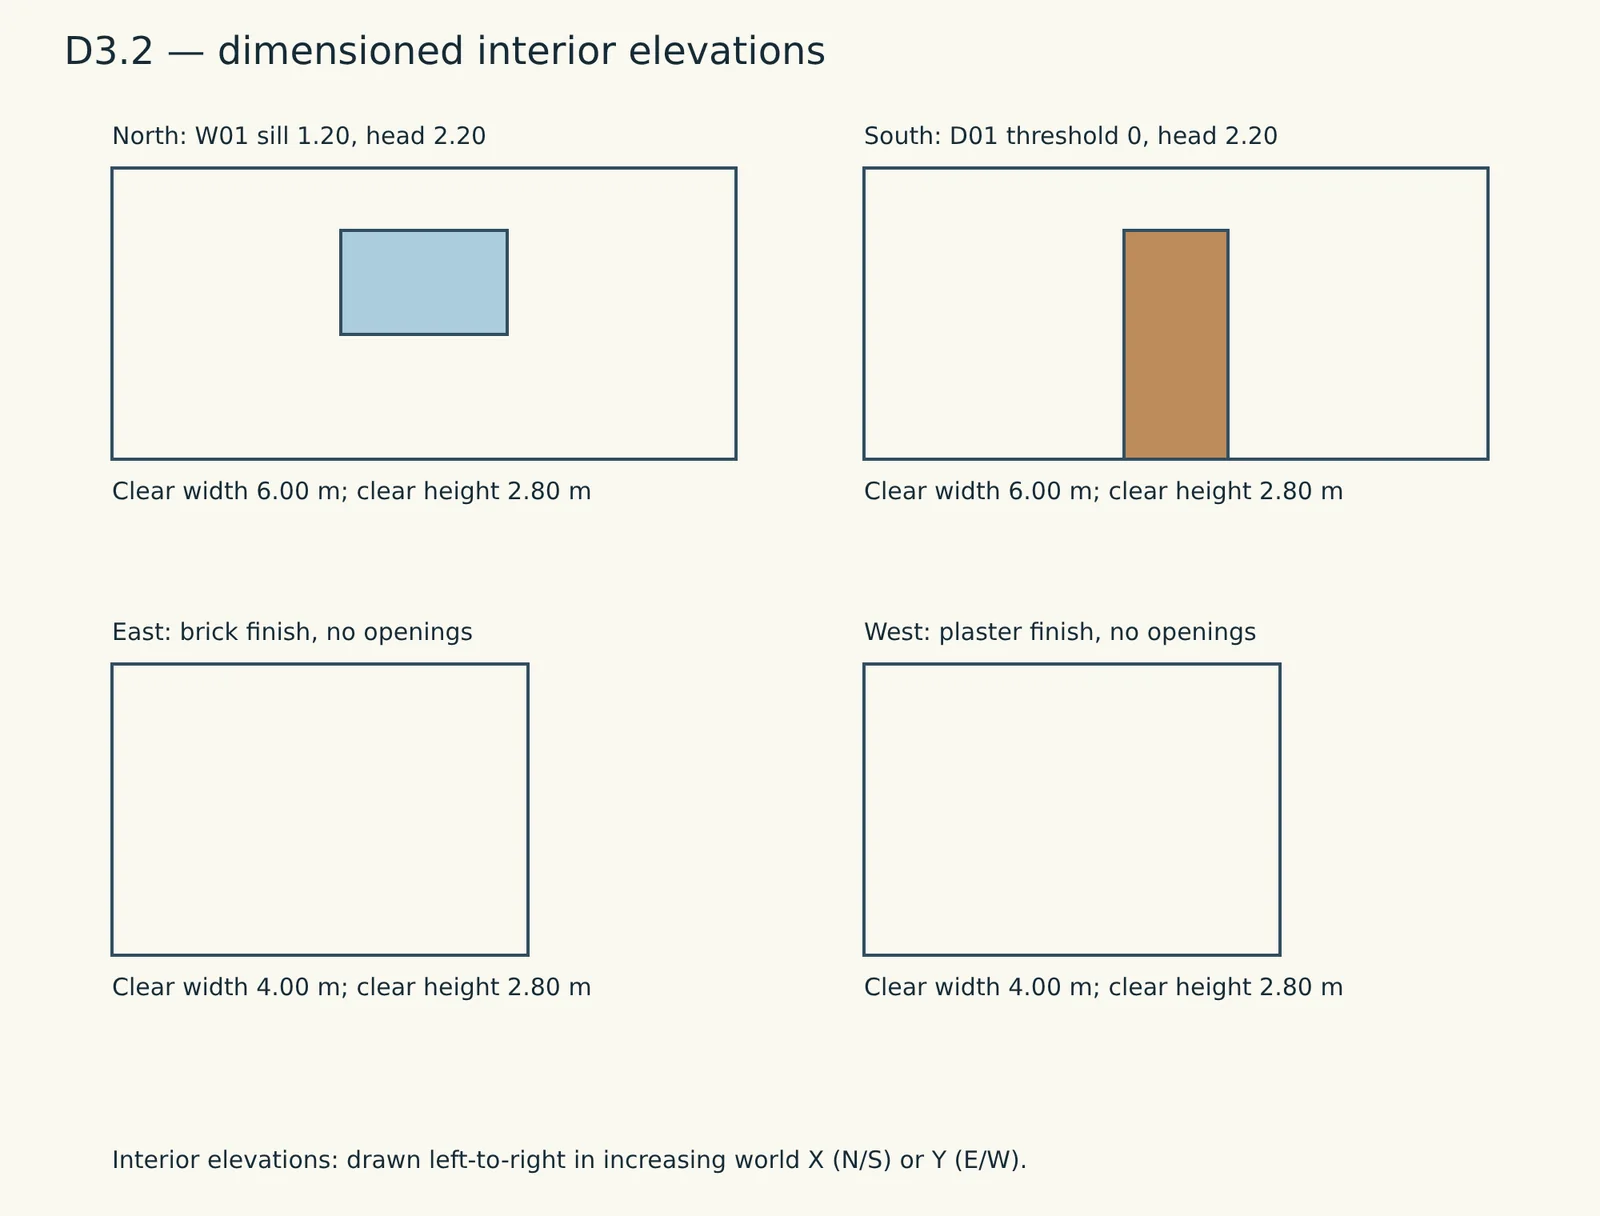 D3.2 — dimensioned interior elevations
North: W01 sill 1.20, head 2.20
South: D01 threshold 0, head 2.20
Clear width 6.00 m; clear height 2.80 m
Clear width 6.00 m; clear height 2.80 m
East: brick finish, no openings
West: plaster finish, no openings
Clear width 4.00 m; clear height 2.80 m
Clear width 4.00 m; clear height 2.80 m
Interior elevations: drawn left-to-right in increasing world X (N/S) or Y (E/W).